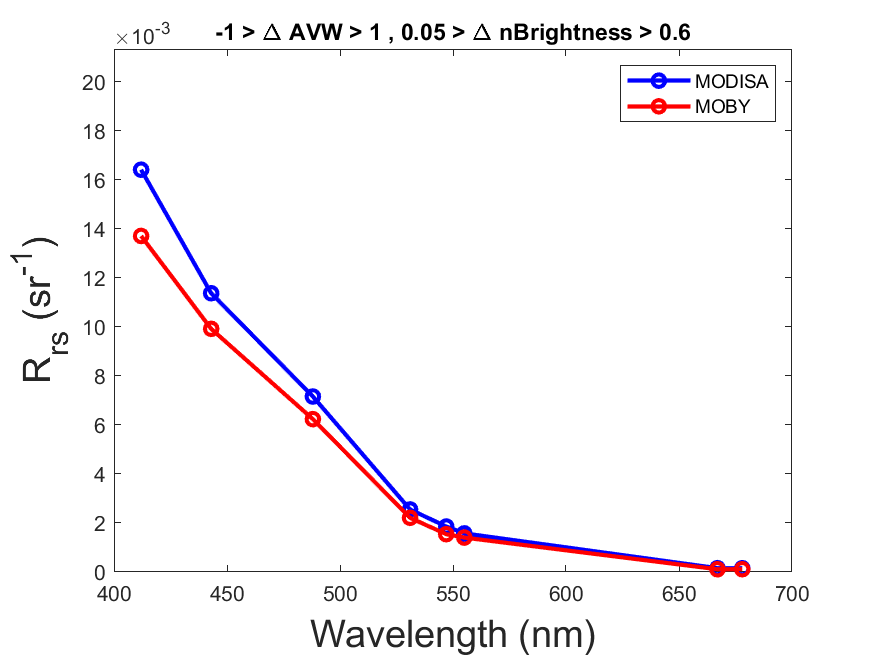 ×10⁻³
-1 > Δ AVW > 1 , 0.05 > Δ nBrightness > 0.6
20
18
16
14
12
10
8
6
4
2
0
R_rs (sr⁻¹)
MODISA
MOBY
400 450 500 550 600 650 700
Wavelength (nm)